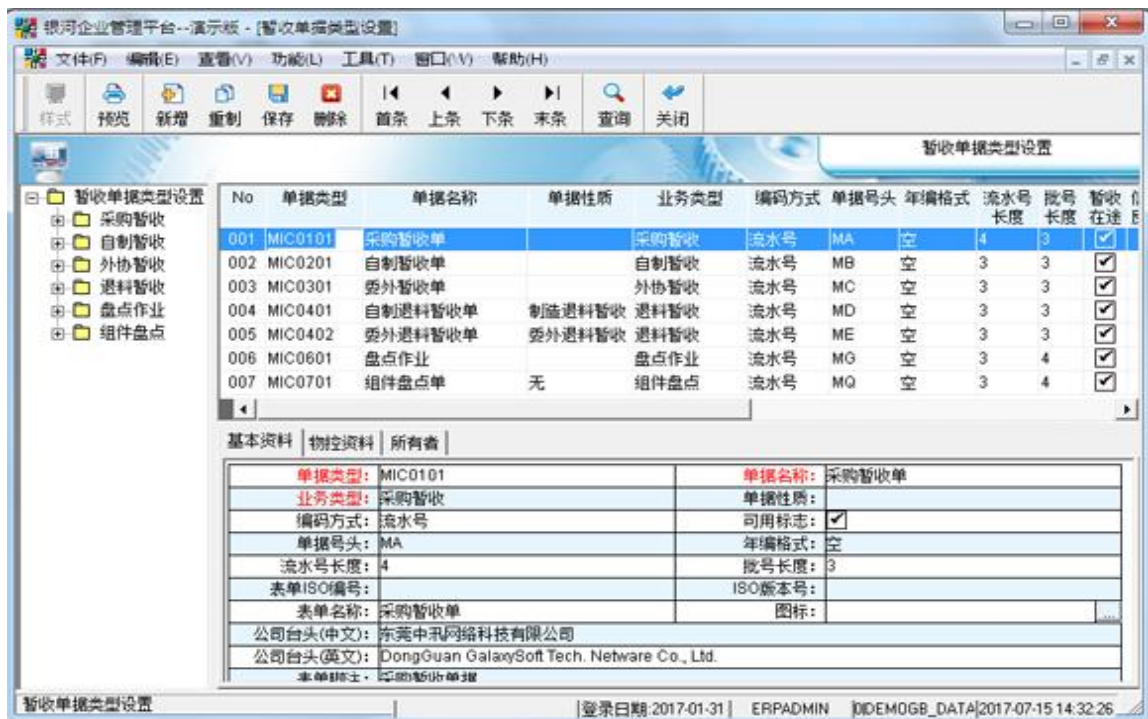 银河企业管理平台--演示版 - [暂收单据类型设置]
文件(F) 编辑(E) 查看(V) 功能(L) 工具(T) 窗口(W) 帮助(H)
样式 预览 新增 重制 保存 删除 首条 上条 下条 末条 查询 关闭
暂收单据类型设置
暂收单据类型设置
采购暂收
自制暂收
外协暂收
退料暂收
盘点作业
组件盘点
No 单据类型 单据名称 单据性质 业务类型 编码方式 单据号头 年编格式 流水号长度 批号长度 暂收在途
001 MIC0101 采购暂收单 采购暂收 流水号 MA 空 4 3
002 MIC0201 自制暂收单 自制暂收 流水号 MB 空 3 3
003 MIC0301 委外暂收单 外协暂收 流水号 MC 空 3 3
004 MIC0401 自制退料暂收单 制造退料暂收 退料暂收 流水号 MD 空 3 3
005 MIC0402 委外退料暂收单 委外退料暂收 退料暂收 流水号 ME 空 3 3
006 MIC0601 盘点作业 盘点作业 流水号 MG 空 3 4
007 MIC0701 组件盘点单 无 组件盘点 流水号 MQ 空 3 4
基本资料 物控资料 所有者
单据类型: MIC0101 单据名称: 采购暂收单
业务类型: 采购暂收 单据性质:
编码方式: 流水号 可用标志:
单据号头: MA 年编格式: 空
流水号长度: 4 批号长度: 3
表单ISO编号: ISO版本号:
表单名称: 采购暂收单 图标: ...
公司台头(中文): 东莞中汛网络科技有限公司
公司台头(英文): DongGuan GalaxySoft Tech. Netware Co., Ltd.
表单脚注: 采购暂收单据
暂收单据类型设置 登录日期:2017-01-31 ERPADMIN DIDEMOGB_DATA 2017-07-15 14:32:26